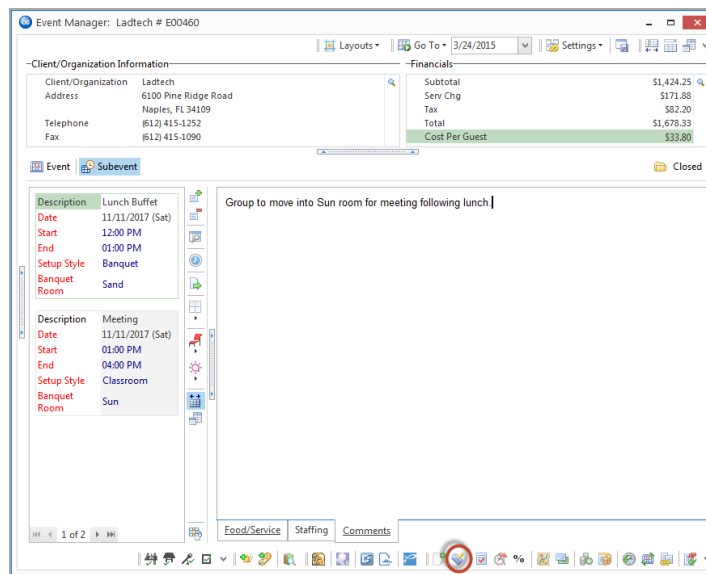 Event Manager: Ladtech # E00460
Layouts Go To 3/24/2015 Settings
Client/Organization Information
Client/Organization Ladtech
Address 6100 Pine Ridge Road
Naples, FL 34109
Telephone (612) 415-1252
Fax (612) 415-1090
Financials
Subtotal $1,424.25
Serv Chg $171.88
Tax $82.20
Total $1,678.33
Cost Per Guest $33.80
Event Subevent Closed
Description Lunch Buffet
Date 11/11/2017 (Sat)
Start 12:00 PM
End 01:00 PM
Setup Style Banquet
Banquet Room Sand
Description Meeting
Date 11/11/2017 (Sat)
Start 01:00 PM
End 04:00 PM
Setup Style Classroom
Banquet Room Sun
1 of 2
Group to move into Sun room for meeting following lunch.
Food/Service Staffing Comments
%